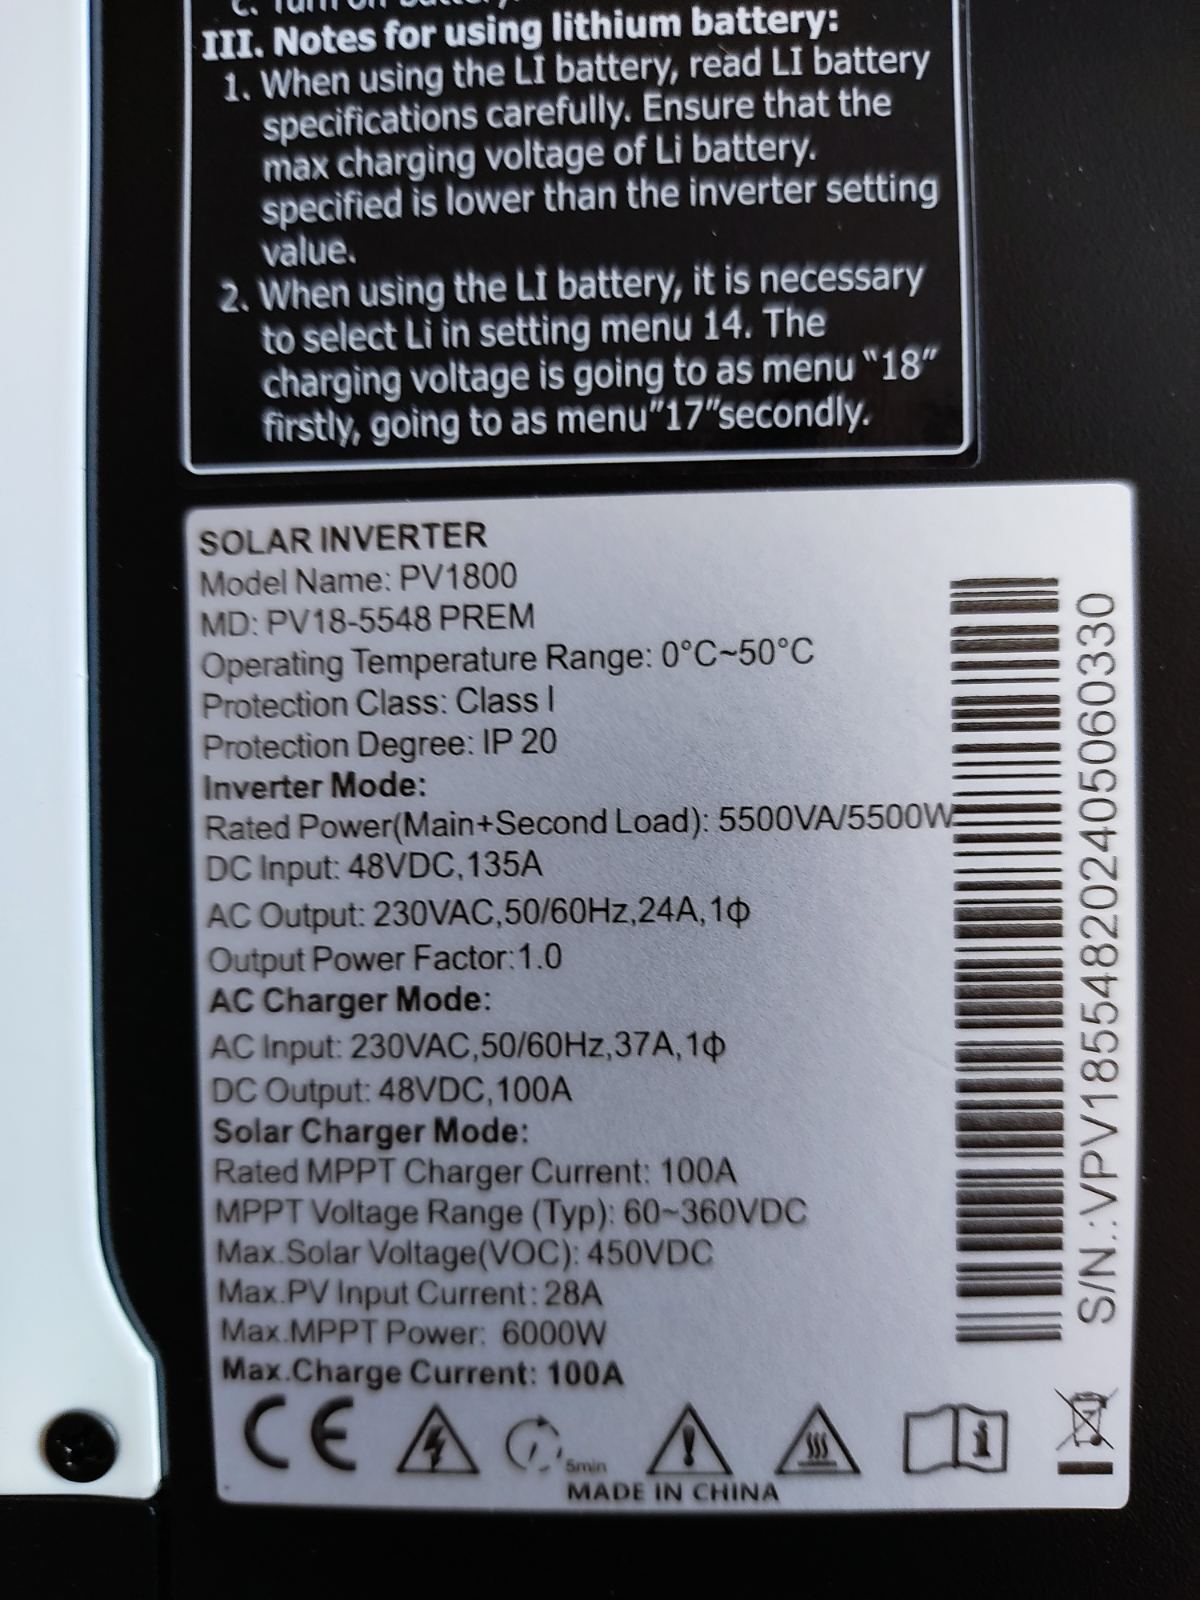 c. Turn off battery.
III. Notes for using lithium battery:
1. When using the LI battery, read LI battery
specifications carefully. Ensure that the
max charging voltage of Li battery.
specified is lower than the inverter setting
value.
2. When using the LI battery, it is necessary
to select Li in setting menu 14. The
charging voltage is going to as menu “18”
firstly, going to as menu”17”secondly.
SOLAR INVERTER
Model Name: PV1800
MD: PV18-5548 PREM
Operating Temperature Range: 0°C~50°C
Protection Class: Class I
Protection Degree: IP 20
Inverter Mode:
Rated Power(Main+Second Load): 5500VA/5500W
DC Input: 48VDC,135A
AC Output: 230VAC,50/60Hz,24A,1ϕ
Output Power Factor:1.0
AC Charger Mode:
AC Input: 230VAC,50/60Hz,37A,1ϕ
DC Output: 48VDC,100A
Solar Charger Mode:
Rated MPPT Charger Current: 100A
MPPT Voltage Range (Typ): 60~360VDC
Max.Solar Voltage(VOC): 450VDC
Max.PV Input Current: 28A
Max.MPPT Power: 6000W
Max.Charge Current: 100A
CE
5min
MADE IN CHINA
S/N.:VPV18554820240506​0330